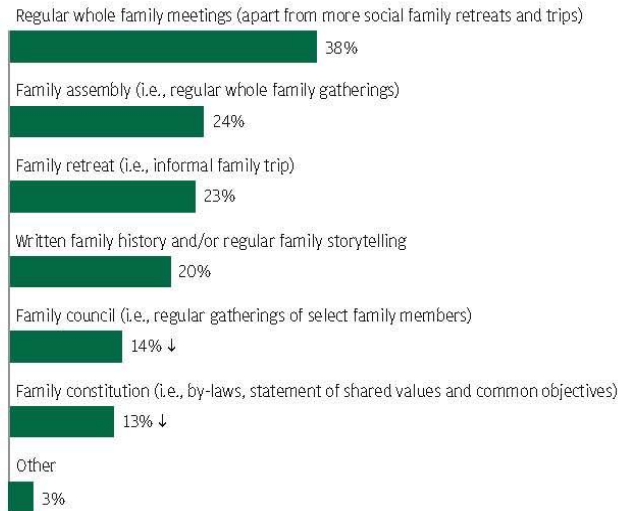 Regular whole family meetings (apart from more social family retreats and trips)
38%
Family assembly (i.e., regular whole family gatherings)
24%
Family retreat (i.e., informal family trip)
23%
Written family history and/or regular family storytelling
20%
Family council (i.e., regular gatherings of select family members)
14% ↓
Family constitution (i.e., by-laws, statement of shared values and common objectives)
13% ↓
Other
3%